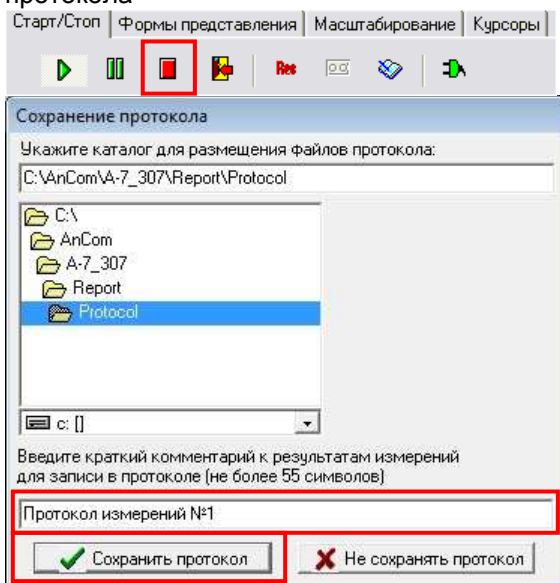 протокола
Старт/Стоп Формы представления Масштабирование Курсоры
Rec
Сохранение протокола
Укажите каталог для размещения файлов протокола:
C:\AnCom\A-7_307\Report\Protocol
C:\
AnCom
A-7_307
Report
Protocol
c: []
Введите краткий комментарий к результатам измерений
для записи в протоколе (не более 55 символов)
Протокол измерений №1
Сохранить протокол Не сохранять протокол